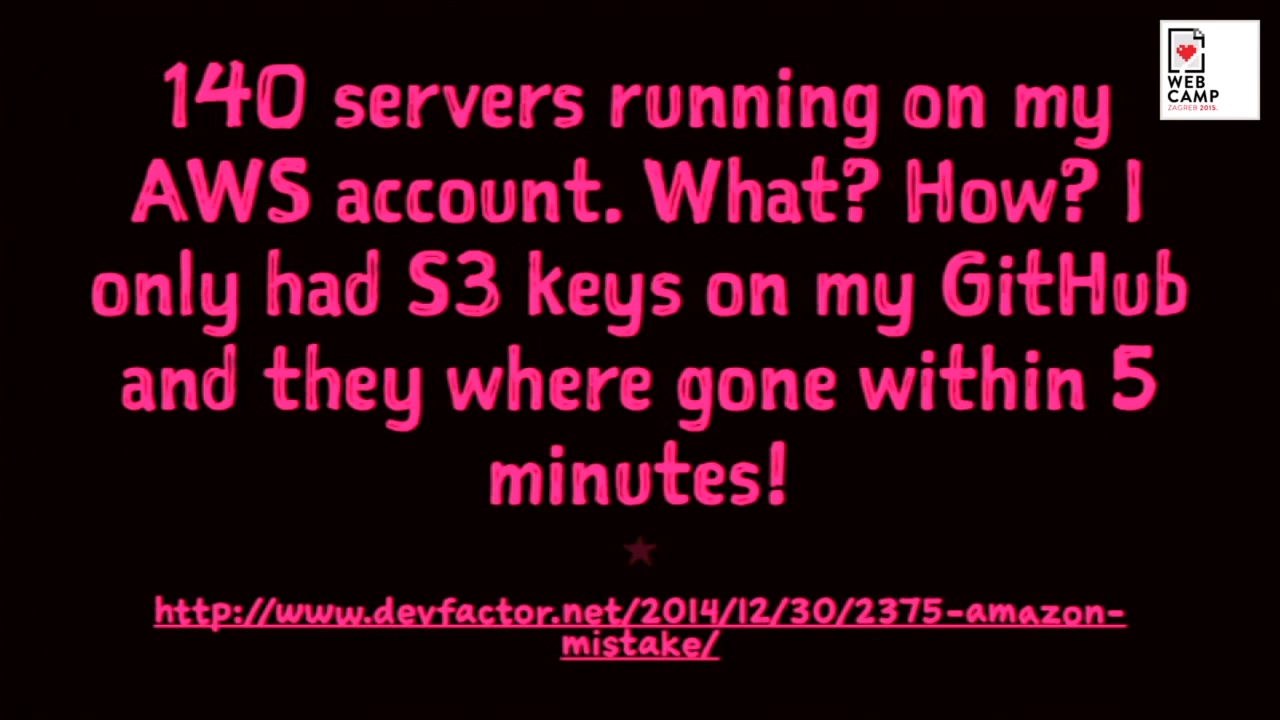 140 servers running on my
AWS account. What? How? I
only had S3 keys on my GitHub
and they where gone within 5
minutes!
http://www.devfactor.net/2014/12/30/2375-amazon-
mistake/
WEB
CAMP
ZAGREB 2015.